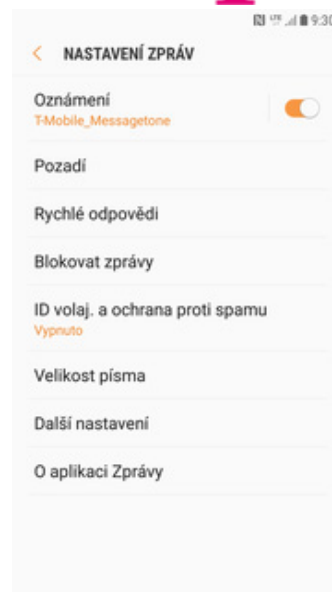 LTE 9:30
NASTAVENÍ ZPRÁV
Oznámení
T-Mobile_Messagetone
Pozadí
Rychlé odpovědi
Blokovat zprávy
ID volaj. a ochrana proti spamu
Vypnuto
Velikost písma
Další nastavení
O aplikaci Zprávy